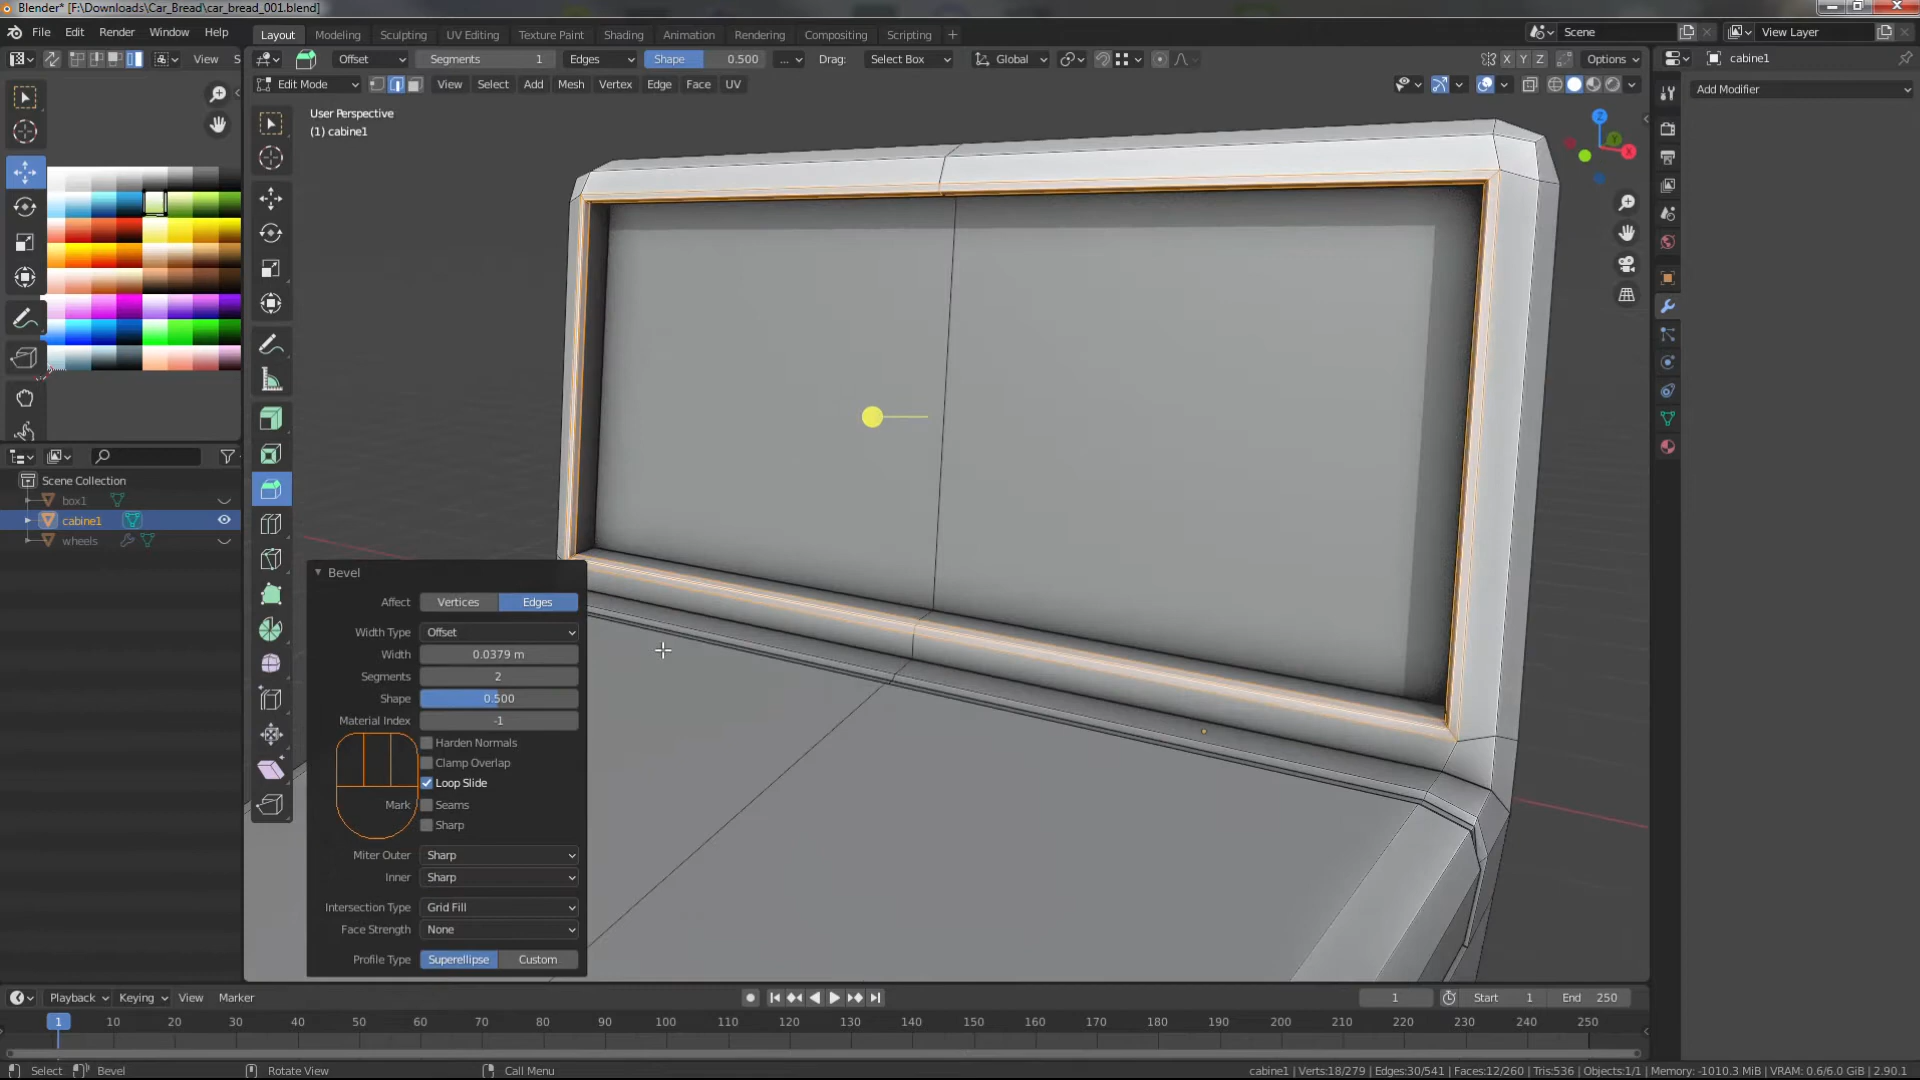 Blender* [F:\Downloads\Car_Bread\car_bread_001.blend]
File Edit Render Window Help
Layout Modeling Sculpting UV Editing Texture Paint Shading Animation Rendering Compositing Scripting +
Scene
View Layer
View S
Offset Segments 1 Edges Shape 0.500 ... Drag: Select Box Global X Y Z Options
cabine1
Edit Mode View Select Add Mesh Vertex Edge Face UV
Add Modifier
User Perspective
(1) cabine1
Z
Y
X
Scene Collection
box1
cabine1
wheels
Bevel
Affect Vertices Edges
Width Type Offset
Width 0.0379 m
Segments 2
Shape 0.500
Material Index -1
Harden Normals
Clamp Overlap
Loop Slide
Mark Seams
Sharp
Miter Outer Sharp
Inner Sharp
Intersection Type Grid Fill
Face Strength None
Profile Type Superellipse Custom
Playback Keying View Marker 1 Start 1 End 250
1 10 20 30 40 50 60 70 80 90 100 110 120 130 140 150 160 170 180 190 200 210 220 230 240 250
Select Bevel Rotate View Call Menu cabine1 | Verts:18/279 | Edges:30/541 | Faces:12/260 | Tris:536 | Objects:1/1 | Memory: -1010.3 MiB | VRAM: 0.6/6.0 GiB | 2.90.1